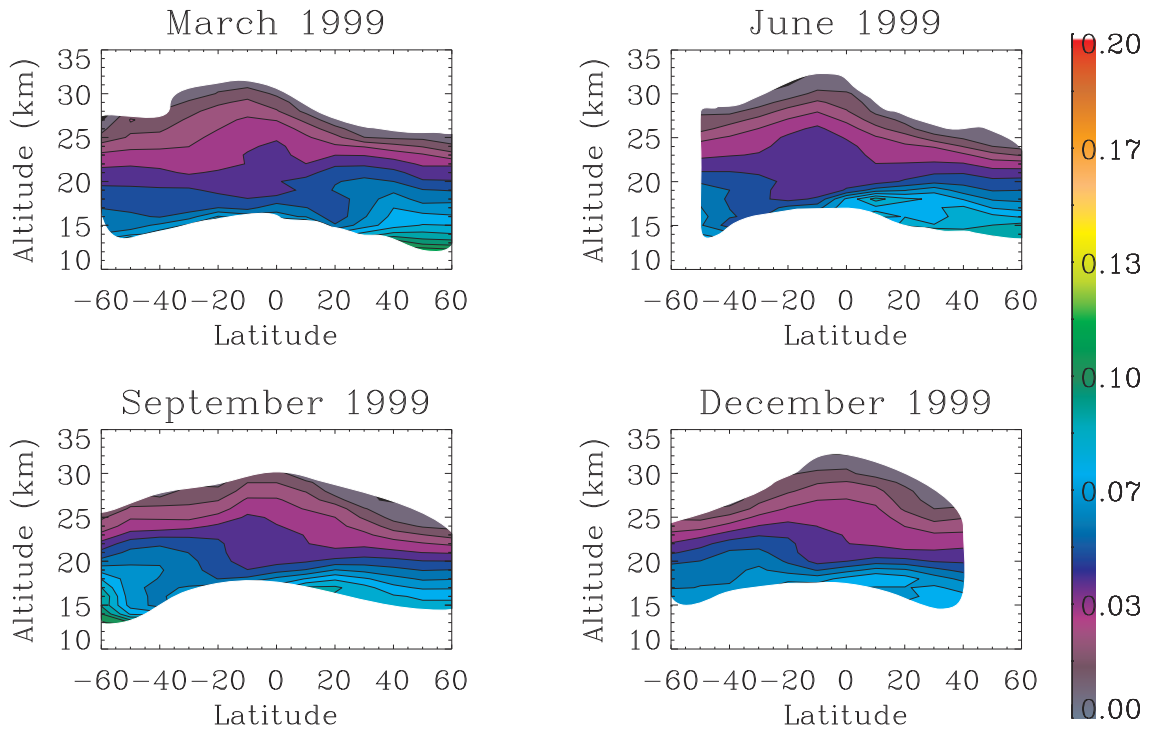 March 1999
35
30
25
20
15
10
Altitude (km)
−60 −40 −20 0 20 40 60
Latitude
June 1999
35
30
25
20
15
10
Altitude (km)
−60 −40 −20 0 20 40 60
Latitude
September 1999
35
30
25
20
15
10
Altitude (km)
−60 −40 −20 0 20 40 60
Latitude
December 1999
35
30
25
20
15
10
Altitude (km)
−60 −40 −20 0 20 40 60
Latitude
0.20
0.17
0.13
0.10
0.07
0.03
0.00